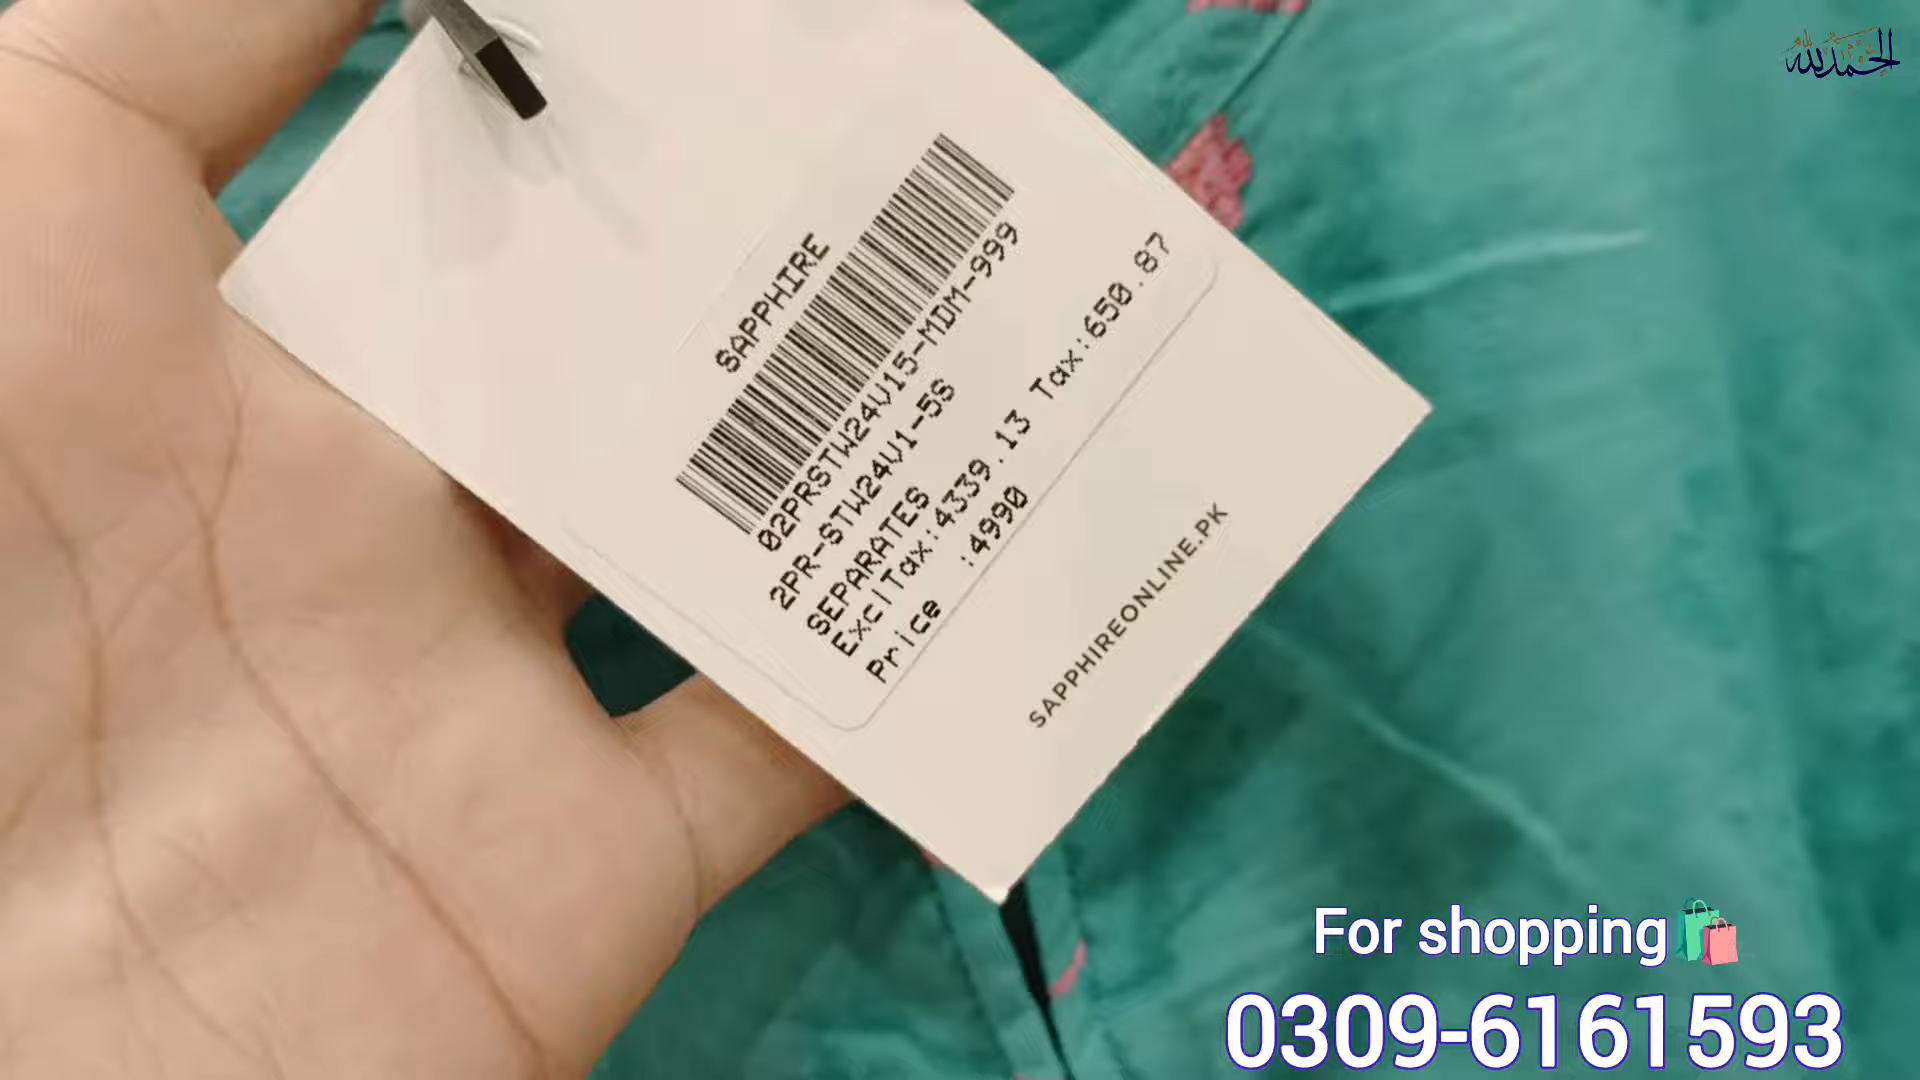 الحمدلله
SAPPHIRE
02PRSTW24V15-MDM-999
2PR-STW24V1-5S
SEPARATES
ExclTax:4339.13 Tax:650.87
Price :4990
SAPPHIREONLINE.PK
For shopping🛍️
0309-6161593